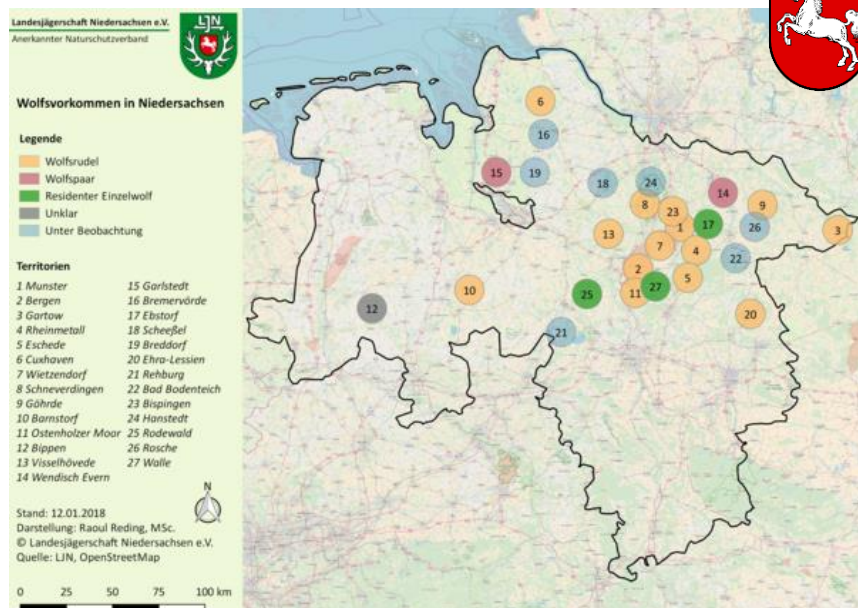 Landesjägerschaft Niedersachsen e.V.
Anerkannter Naturschutzverband
LJN
Wolfsvorkommen in Niedersachsen
Legende
Wolfsrudel
Wolfspaar
Residenter Einzelwolf
Unklar
Unter Beobachtung
Territorien
1 Munster
2 Bergen
3 Gartow
4 Rheinmetall
5 Eschede
6 Cuxhaven
7 Wietzendorf
8 Schneverdingen
9 Göhrde
10 Barnstorf
11 Ostenholzer Moor
12 Bippen
13 Visselhövede
14 Wendisch Evern
15 Garlstedt
16 Bremervörde
17 Ebstorf
18 Scheeßel
19 Breddorf
20 Ehra-Lessien
21 Rehburg
22 Bad Bodenteich
23 Bispingen
24 Hanstedt
25 Rodewald
26 Rosche
27 Walle
N
Stand: 12.01.2018
Darstellung: Raoul Reding, MSc.
© Landesjägerschaft Niedersachsen e.V.
Quelle: LJN, OpenStreetMap
0 25 50 75 100 km
6
16
15
19
18
24
14
8
23
9
13
1
17
26
3
7
4
22
2
5
10
25
11
27
12
20
21